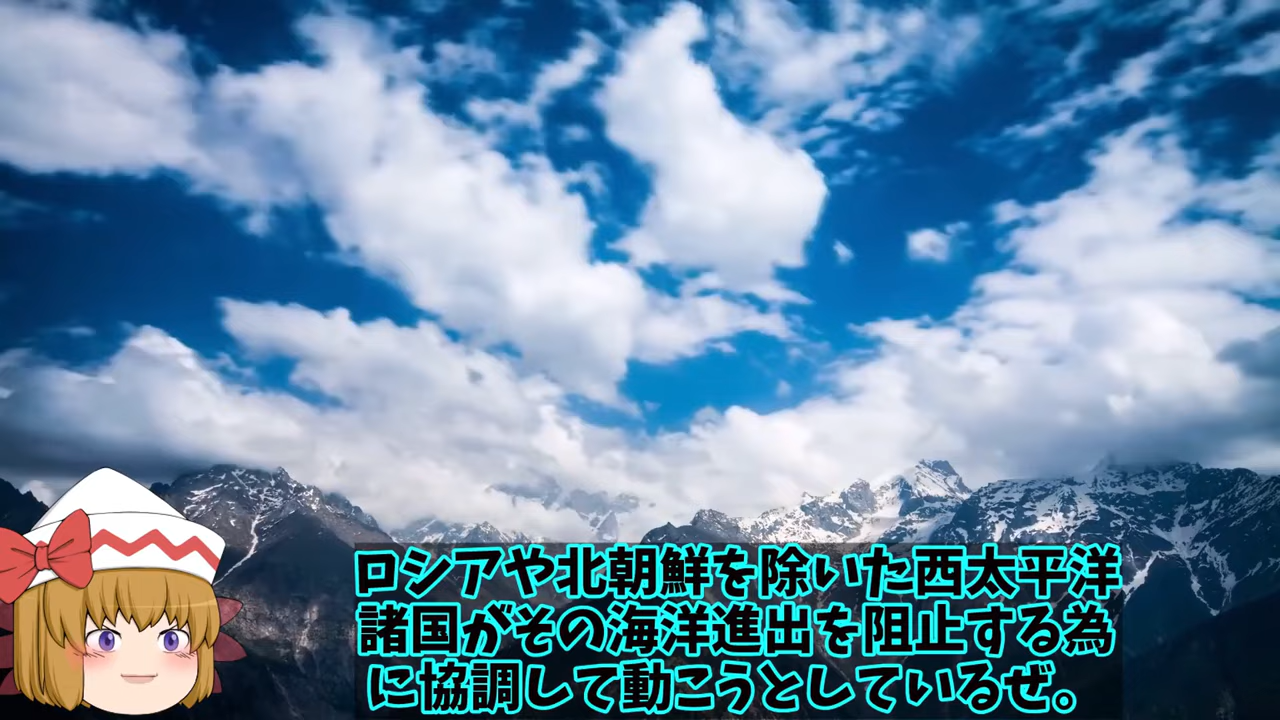 ロシアや北朝鮮を除いた西太平洋
諸国がその海洋進出を阻止する為
に協調して動こうとしているぜ。